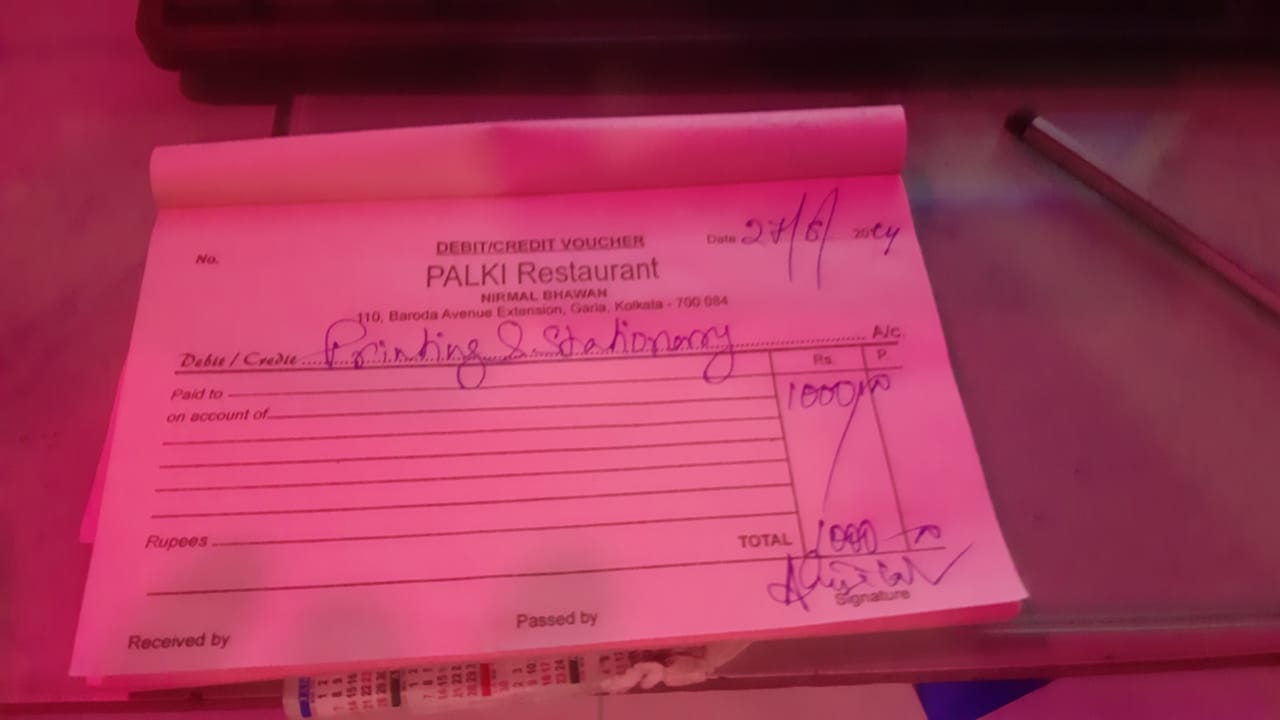 DEBIT/CREDIT VOUCHER
No.
Date 27/6/ 2024
PALKI Restaurant
NIRMAL BHAWAN
110, Baroda Avenue Extension, Garia, Kolkata - 700 084
Debit / Credit Printing & Stationary A/c.
Rs. P.
Paid to 1000/00
on account of
Rupees TOTAL 1000 00
Signature
Passed by
Received by